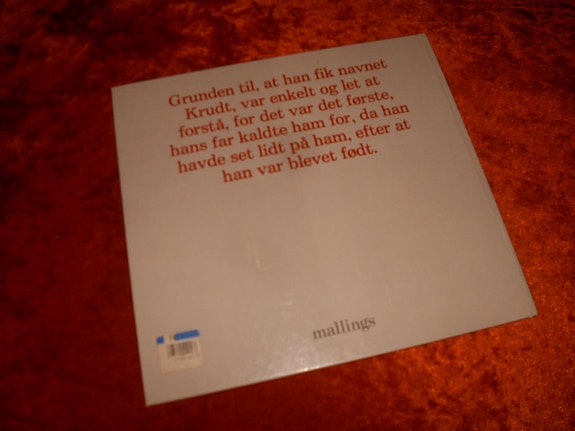 Grunden til, at han fik navnet
Krudt, var enkelt og let at
forstå, for det var det første,
hans far kaldte ham for, da han
havde set lidt på ham, efter at
han var blevet født.
mallings